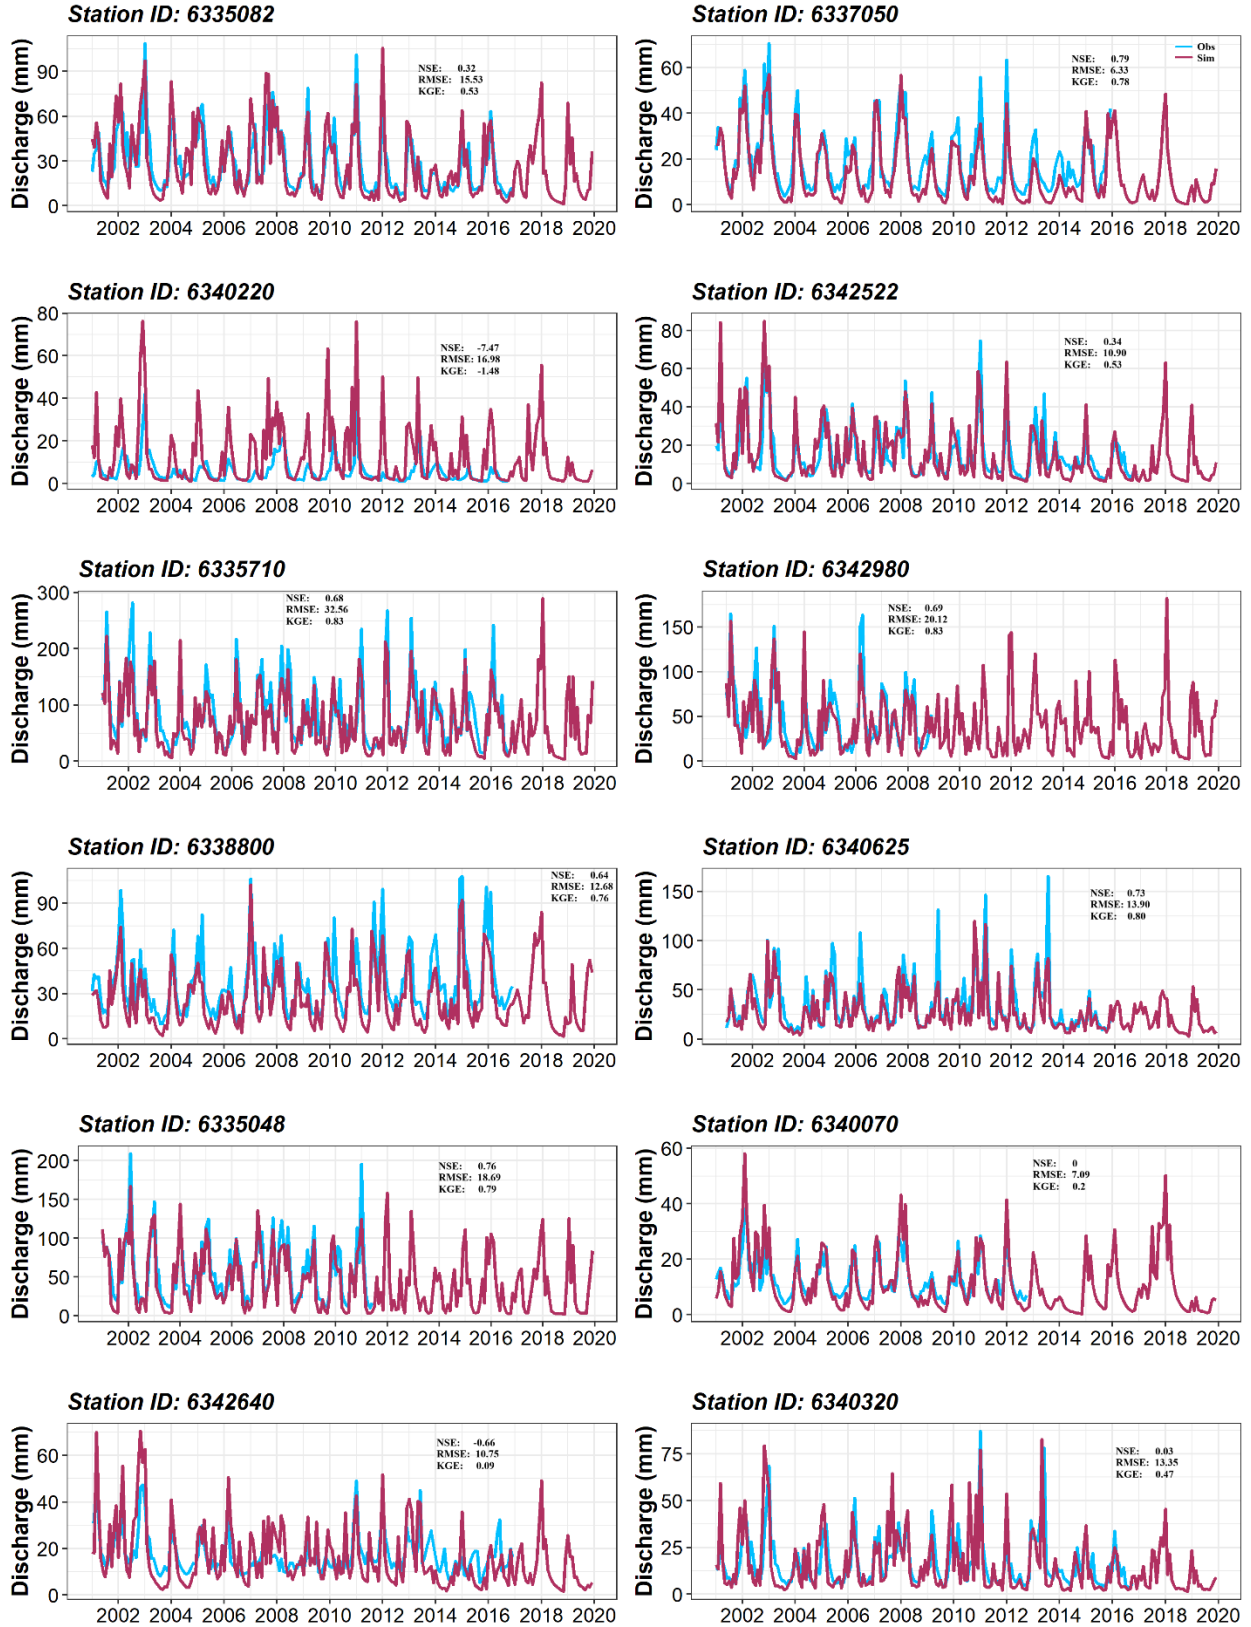 Station ID: 6335082
Discharge (mm)
90
60
30
0
NSE: 0.32
RMSE: 15.53
KGE: 0.53
2002 2004 2006 2008 2010 2012 2014 2016 2018 2020
Station ID: 6337050
Discharge (mm)
60
40
20
0
NSE: 0.79
RMSE: 6.33
KGE: 0.78
Obs
Sim
2002 2004 2006 2008 2010 2012 2014 2016 2018 2020
Station ID: 6340220
Discharge (mm)
80
60
40
20
0
NSE: -7.47
RMSE: 16.98
KGE: -1.48
2002 2004 2006 2008 2010 2012 2014 2016 2018 2020
Station ID: 6342522
Discharge (mm)
80
60
40
20
0
NSE: 0.34
RMSE: 10.90
KGE: 0.53
2002 2004 2006 2008 2010 2012 2014 2016 2018 2020
Station ID: 6335710
Discharge (mm)
300
200
100
0
NSE: 0.68
RMSE: 32.56
KGE: 0.83
2002 2004 2006 2008 2010 2012 2014 2016 2018 2020
Station ID: 6342980
Discharge (mm)
150
100
50
0
NSE: 0.69
RMSE: 20.12
KGE: 0.83
2002 2004 2006 2008 2010 2012 2014 2016 2018 2020
Station ID: 6338800
Discharge (mm)
90
60
30
0
NSE: 0.64
RMSE: 12.68
KGE: 0.76
2002 2004 2006 2008 2010 2012 2014 2016 2018 2020
Station ID: 6340625
Discharge (mm)
150
100
50
0
NSE: 0.73
RMSE: 13.90
KGE: 0.80
2002 2004 2006 2008 2010 2012 2014 2016 2018 2020
Station ID: 6335048
Discharge (mm)
200
150
100
50
0
NSE: 0.76
RMSE: 18.69
KGE: 0.79
2002 2004 2006 2008 2010 2012 2014 2016 2018 2020
Station ID: 6340070
Discharge (mm)
60
40
20
0
NSE: 0
RMSE: 7.09
KGE: 0.2
2002 2004 2006 2008 2010 2012 2014 2016 2018 2020
Station ID: 6342640
Discharge (mm)
60
40
20
0
NSE: -0.66
RMSE: 10.75
KGE: 0.09
2002 2004 2006 2008 2010 2012 2014 2016 2018 2020
Station ID: 6340320
Discharge (mm)
75
50
25
0
NSE: 0.03
RMSE: 13.35
KGE: 0.47
2002 2004 2006 2008 2010 2012 2014 2016 2018 2020